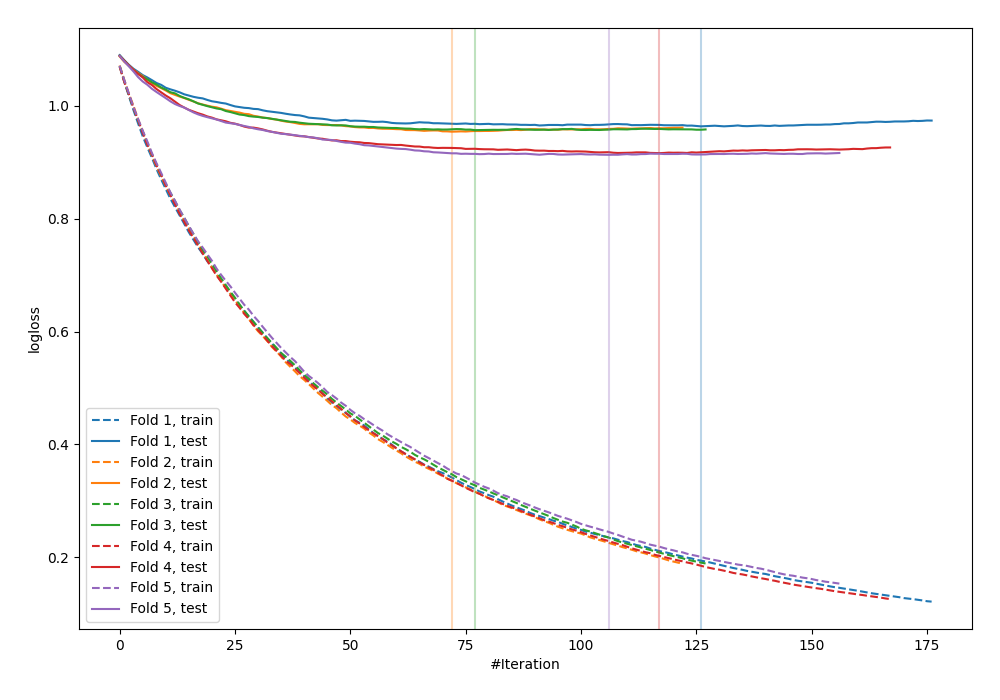 1.0
0.8
0.6
0.4
0.2
logloss
Fold 1, train
Fold 1, test
Fold 2, train
Fold 2, test
Fold 3, train
Fold 3, test
Fold 4, train
Fold 4, test
Fold 5, train
Fold 5, test
0 25 50 75 100 125 150 175
#Iteration